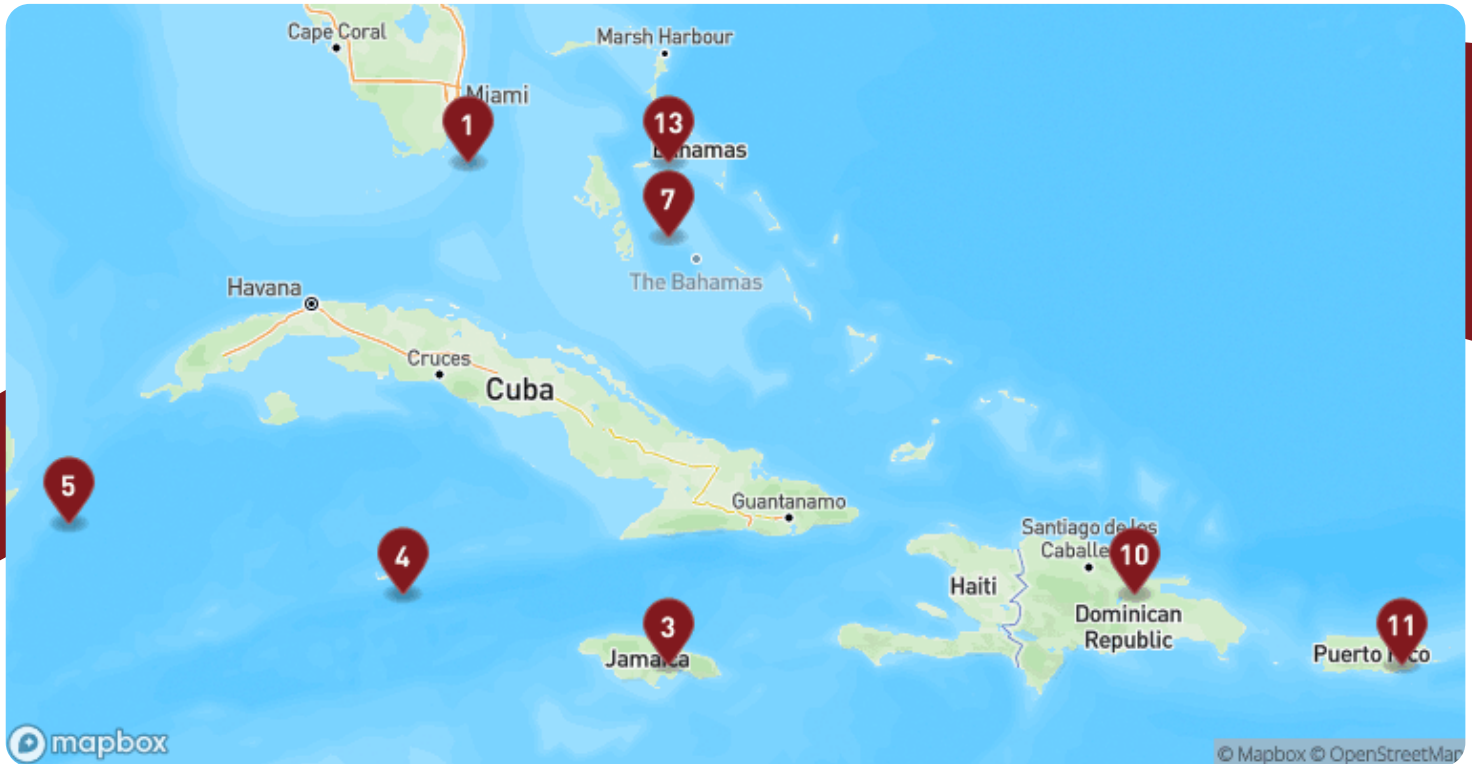 Cape Coral
Marsh Harbour
Miami
1
13
Bahamas
7
The Bahamas
Havana
Cruces
Cuba
5
Guantanamo
Santiago de los
Caballe
4
10
Haiti
Dominican
Republic
3
Jamaica
11
Puerto Rico
mapbox
© Mapbox © OpenStreetMap